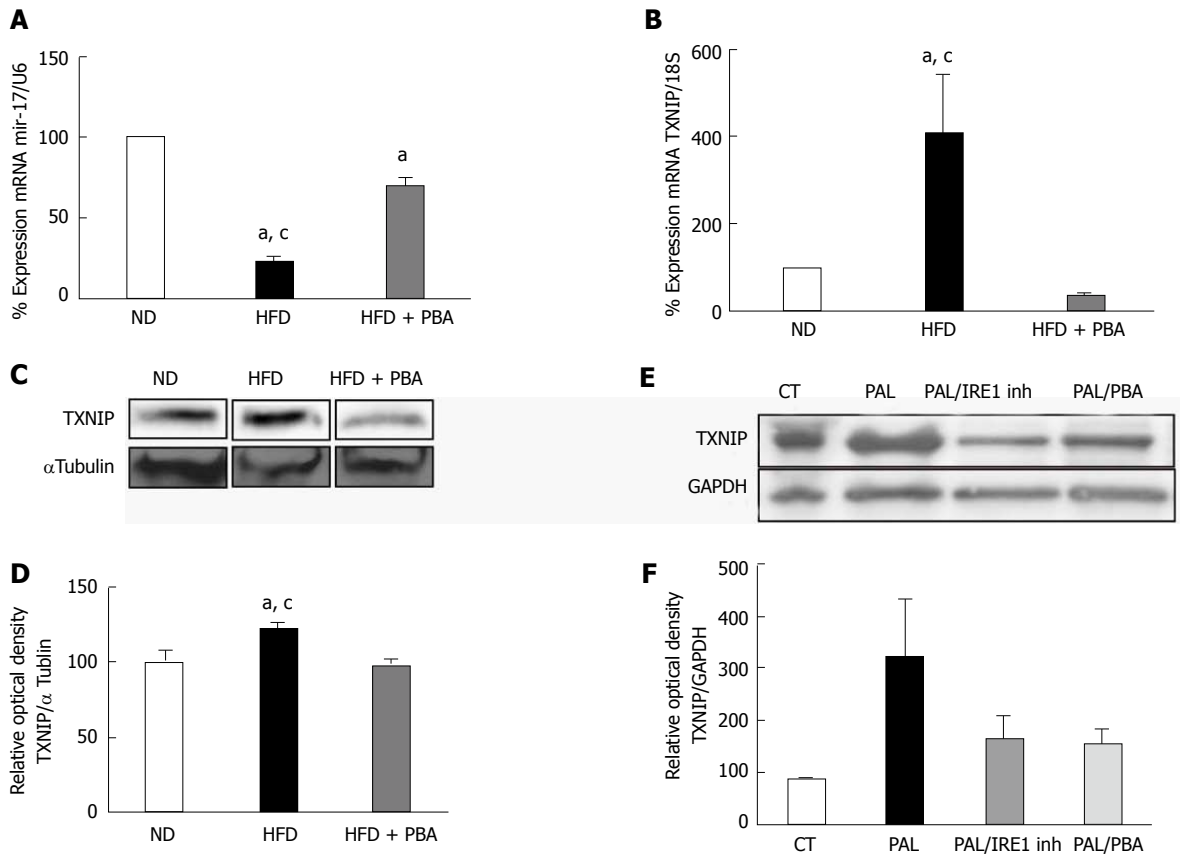 A
% Expression mRNA mir-17/U6
150
100
50
0
a, c
a
ND HFD HFD + PBA
B
% Expression mRNA TXNIP/18S
600
400
200
0
a, c
ND HFD HFD + PBA
C
ND HFD HFD + PBA
TXNIP
αTubulin
E
CT PAL PAL/IRE1 inh PAL/PBA
TXNIP
GAPDH
D
Relative optical density
TXNIP/α Tublin
150
100
50
0
a, c
ND HFD HFD + PBA
F
Relative optical density
TXNIP/GAPDH
500
400
300
200
100
0
CT PAL PAL/IRE1 inh PAL/PBA